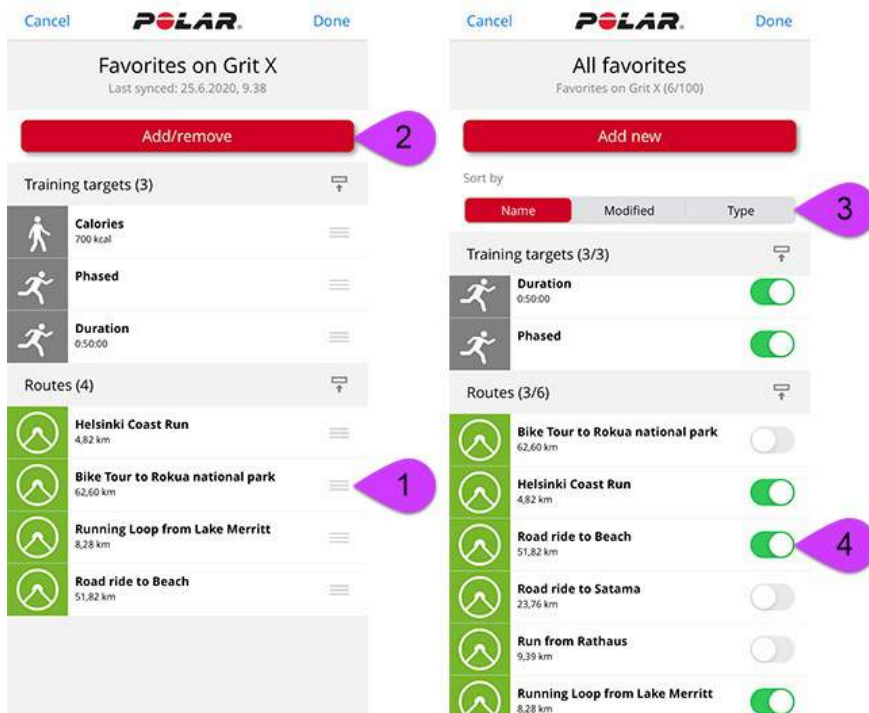 Cancel
POLAR.
Done
Favorites on Grit X
Last synced: 25.6.2020, 9.38
Add/remove
2
Training targets (3)
Calories
700 kcal
Phased
Duration
0:50:00
Routes (4)
Helsinki Coast Run
4,82 km
Bike Tour to Rokua national park
62,60 km
1
Running Loop from Lake Merritt
8,28 km
Road ride to Beach
51,82 km
Cancel
POLAR.
Done
All favorites
Favorites on Grit X (6/100)
Add new
Sort by
Name Modified Type
3
Training targets (3/3)
Duration
0:50:00
Phased
Routes (3/6)
Bike Tour to Rokua national park
62,60 km
Helsinki Coast Run
4,82 km
Road ride to Beach
51,82 km
4
Road ride to Satama
23,76 km
Run from Rathaus
9,39 km
Running Loop from Lake Merritt
8,28 km